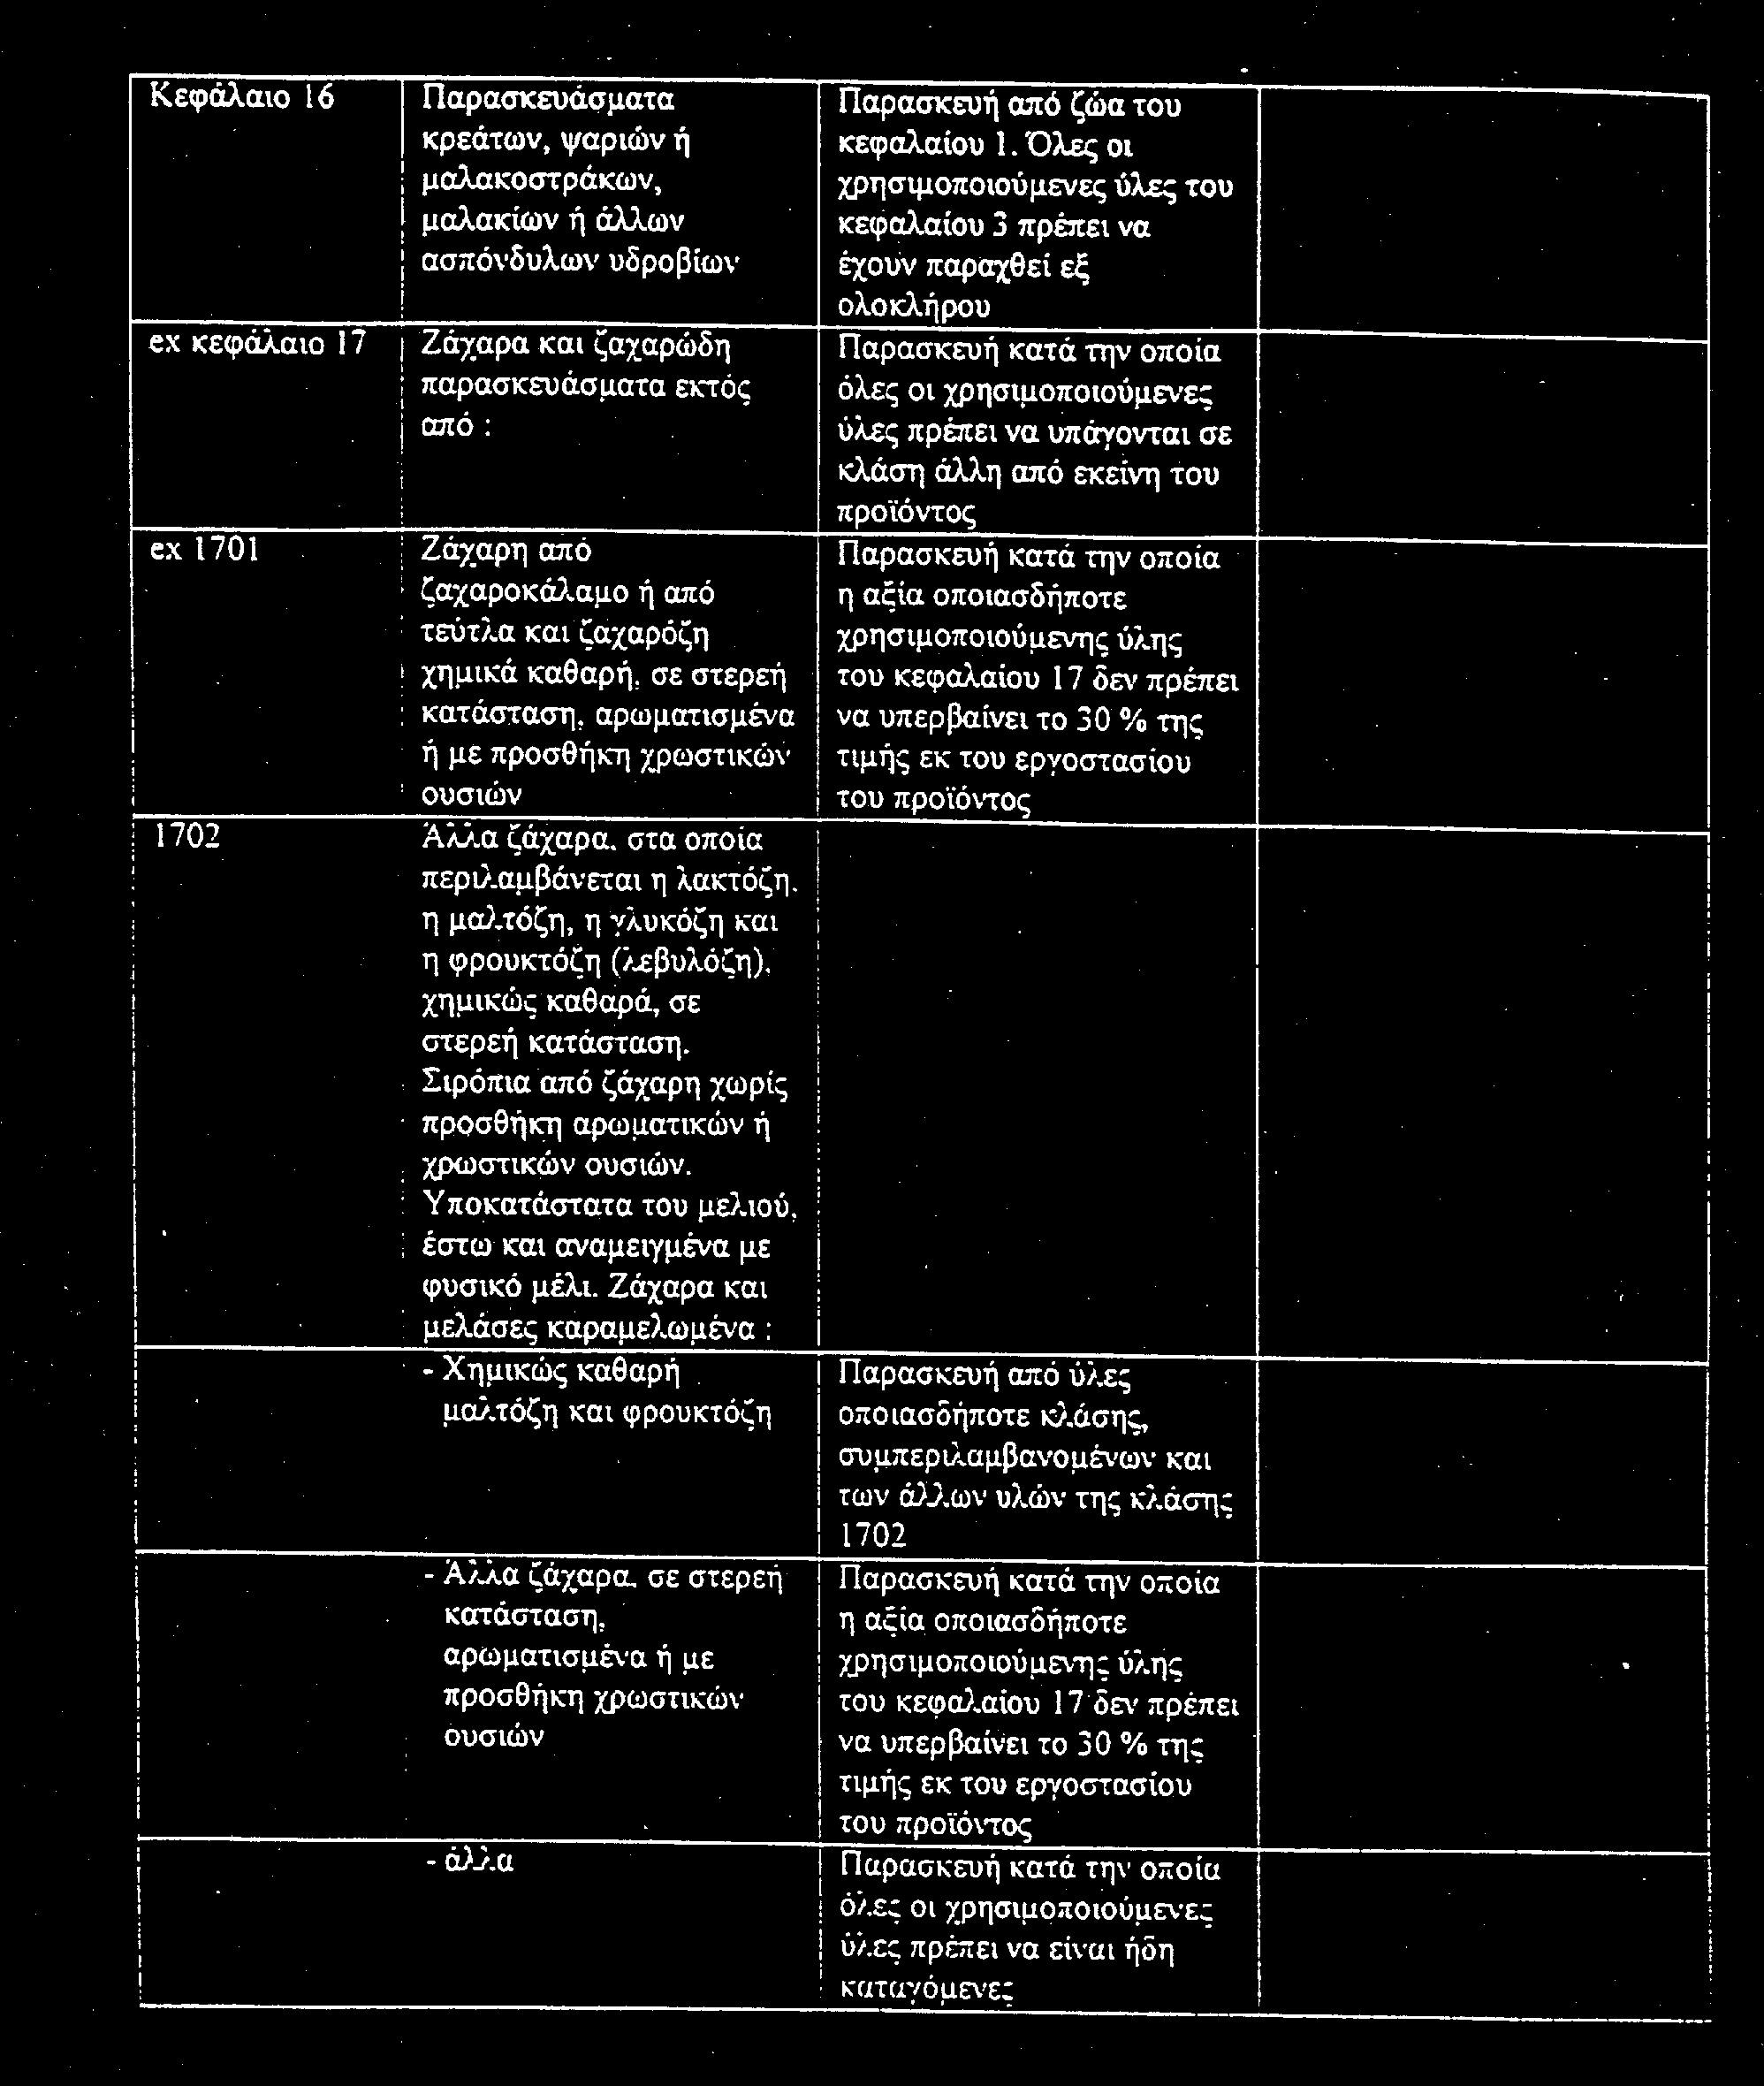 Κεφάλαιο 16
Παρασκευάσματα
κρεάτων, ψαριών ή
μαλακοστράκων,
μαλακίων ή άλλων
ασπόνδυλων υδροβίων
Παρασκευή από ζώα του
κεφαλαίου 1. Όλες οι
χρησιμοποιούμενες ύλες του
κεφαλαίου 3 πρέπει να
έχουν παραχθεί εξ
ολοκλήρου
ex κεφάλαιο 17
Ζάχαρα και ζαχαρώδη
παρασκευάσματα εκτός
από :
Παρασκευή κατά την οποία
όλες οι χρησιμοποιούμενες
ύλες πρέπει να υπάγονται σε
κλάση άλλη από εκείνη του
προϊόντος
ex 1701
Ζάχαρη από
ζαχαροκάλαμο ή από
τεύτλα και ζαχαρόζη
χημικά καθαρή, σε στερεή
κατάσταση, αρωματισμένα
ή με προσθήκη χρωστικών
ουσιών
Παρασκευή κατά την οποία
η αξία οποιασδήποτε
χρησιμοποιούμενης ύλης
του κεφαλαίου 17 δεν πρέπει
να υπερβαίνει το 30 % της
τιμής εκ του εργοστασίου
του προϊόντος
1702
Άλλα ζάχαρα, στα οποία
περιλαμβάνεται η λακτόζη,
η μαλτόζη, η γλυκόζη και
η φρουκτόζη (λεβυλόζη),
χημικώς καθαρά, σε
στερεή κατάσταση.
Σιρόπια από ζάχαρη χωρίς
προσθήκη αρωματικών ή
χρωστικών ουσιών.
Υποκατάστατα του μελιού,
έστω και αναμειγμένα με
φυσικό μέλι. Ζάχαρα και
μελάσες καραμελωμένα :
- Χημικώς καθαρή
μαλτόζη και φρουκτόζη
Παρασκευή από ύλες
οποιασδήποτε κλάσης,
συμπεριλαμβανομένων και
των άλλων υλών της κλάσης
1702
- Άλλα ζάχαρα, σε στερεή
κατάσταση,
αρωματισμένα ή με
προσθήκη χρωστικών
ουσιών
Παρασκευή κατά την οποία
η αξία οποιασδήποτε
χρησιμοποιούμενης ύλης
του κεφαλαίου 17 δεν πρέπει
να υπερβαίνει το 30 % της
τιμής εκ του εργοστασίου
του προϊόντος
- άλλα
Παρασκευή κατά την οποία
όλες οι χρησιμοποιούμενες
ύλες πρέπει να είναι ήδη
καταγόμενες